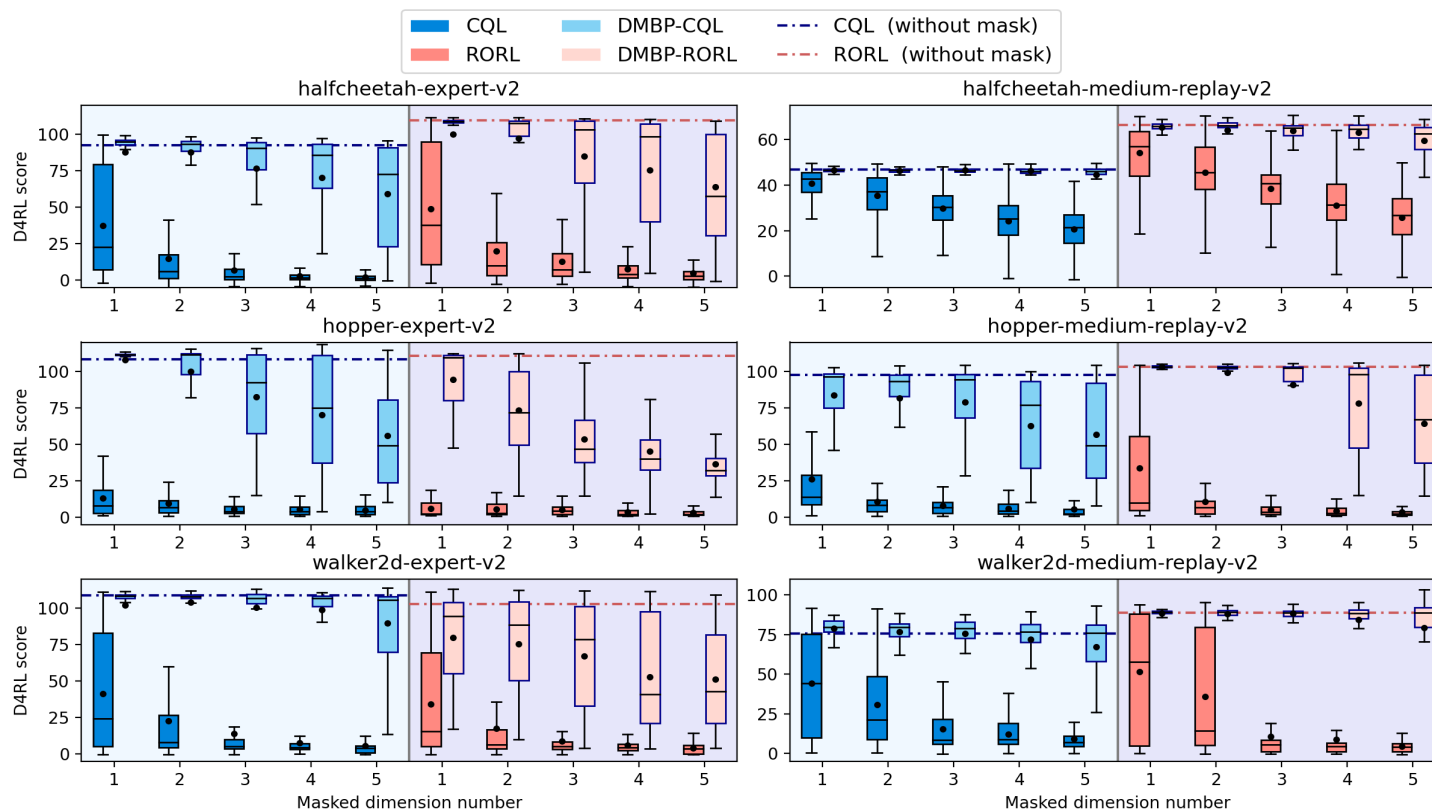 CQL DMBP-CQL CQL (without mask)
RORL DMBP-RORL RORL (without mask)
halfcheetah-expert-v2
D4RL score
100
75
50
25
0
1 2 3 4 5 1 2 3 4 5
halfcheetah-medium-replay-v2
60
40
20
0
1 2 3 4 5 1 2 3 4 5
hopper-expert-v2
D4RL score
100
75
50
25
0
1 2 3 4 5 1 2 3 4 5
hopper-medium-replay-v2
100
75
50
25
0
1 2 3 4 5 1 2 3 4 5
walker2d-expert-v2
D4RL score
100
75
50
25
0
1 2 3 4 5 1 2 3 4 5
Masked dimension number
walker2d-medium-replay-v2
100
75
50
25
0
1 2 3 4 5 1 2 3 4 5
Masked dimension number